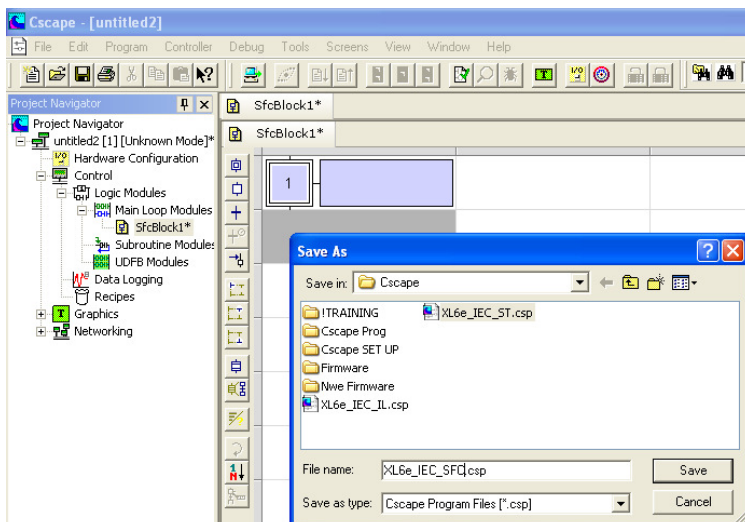 Cscape - [untitled2]
File Edit Program Controller Debug Tools Screens View Window Help
Project Navigator
SfcBlock1*
Project Navigator
SfcBlock1*
untitled2 [1] [Unknown Mode]*
Hardware Configuration
Control
Logic Modules
1
Main Loop Modules
SfcBlock1*
Subroutine Modules
UDFB Modules
Data Logging
Recipes
Graphics
Networking
Save As
Save in: Cscape
!TRAINING
XL6e_IEC_ST.csp
Cscape Prog
Cscape SET UP
Firmware
Nwe Firmware
XL6e_IEC_IL.csp
File name: XL6e_IEC_SFC.csp Save
Save as type: Cscape Program Files [*.csp] Cancel